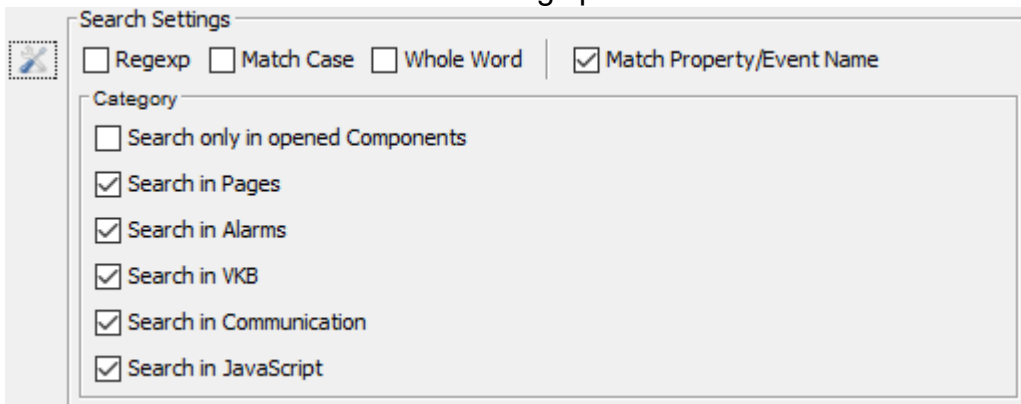 Search Settings
Regexp Match Case Whole Word Match Property/Event Name
Category
Search only in opened Components
Search in Pages
Search in Alarms
Search in VKB
Search in Communication
Search in JavaScript